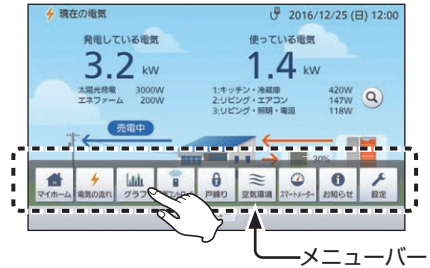 現在の電気
2016/12/25 (日) 12:00
発電している電気
使っている電気
3.2 kW
1.4 kW
太陽光発電 3000W
エネファーム 200W
1:キッチン・冷蔵庫 420W
2:リビング・エアコン 147W
3:リビング・照明・電源 118W
売電中
30%
マイホーム
電気の流れ
グラフ
戸締り
空気環境
スマートメーター
お知らせ
設定
メニューバー